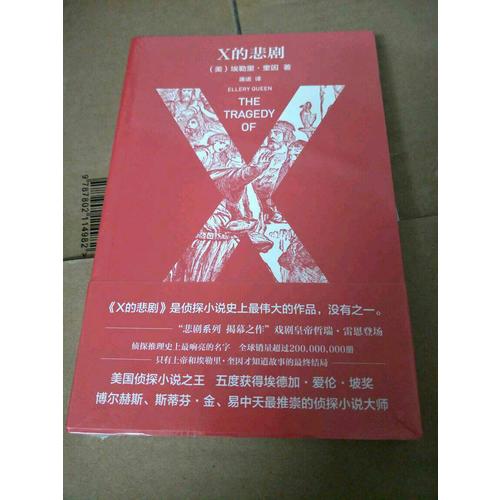 X的悲剧
（美）埃勒里·奎因 著
唐诺 译
ELLERY QUEEN
THE
TRAGEDY
OF
X
《X的悲剧》是侦探小说史上最伟大的作品，没有之一。
“悲剧系列 揭幕之作” 戏剧皇帝哲瑞·雷恩登场
侦探推理史上最响亮的名字 全球销量超过200,000,000册
只有上帝和埃勒里·奎因才知道故事的最终结局
美国侦探小说之王 五度获得埃德加·爱伦·坡奖
博尔赫斯、斯蒂芬·金、易中天最推崇的侦探小说大师
9787802114982